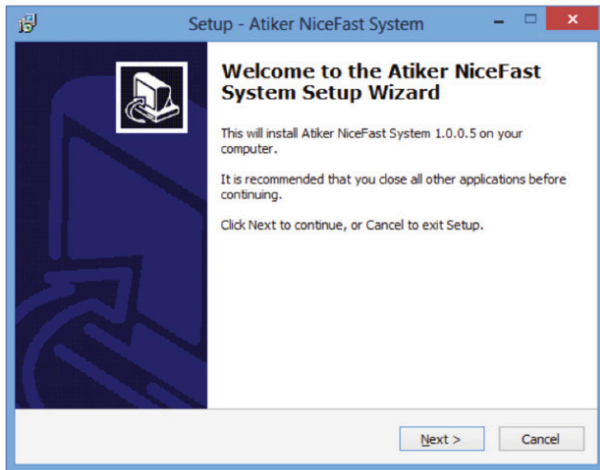 Setup - Atiker NiceFast System
Welcome to the Atiker NiceFast
System Setup Wizard
This will install Atiker NiceFast System 1.0.0.5 on your
computer.
It is recommended that you close all other applications before
continuing.
Click Next to continue, or Cancel to exit Setup.
Next >
Cancel